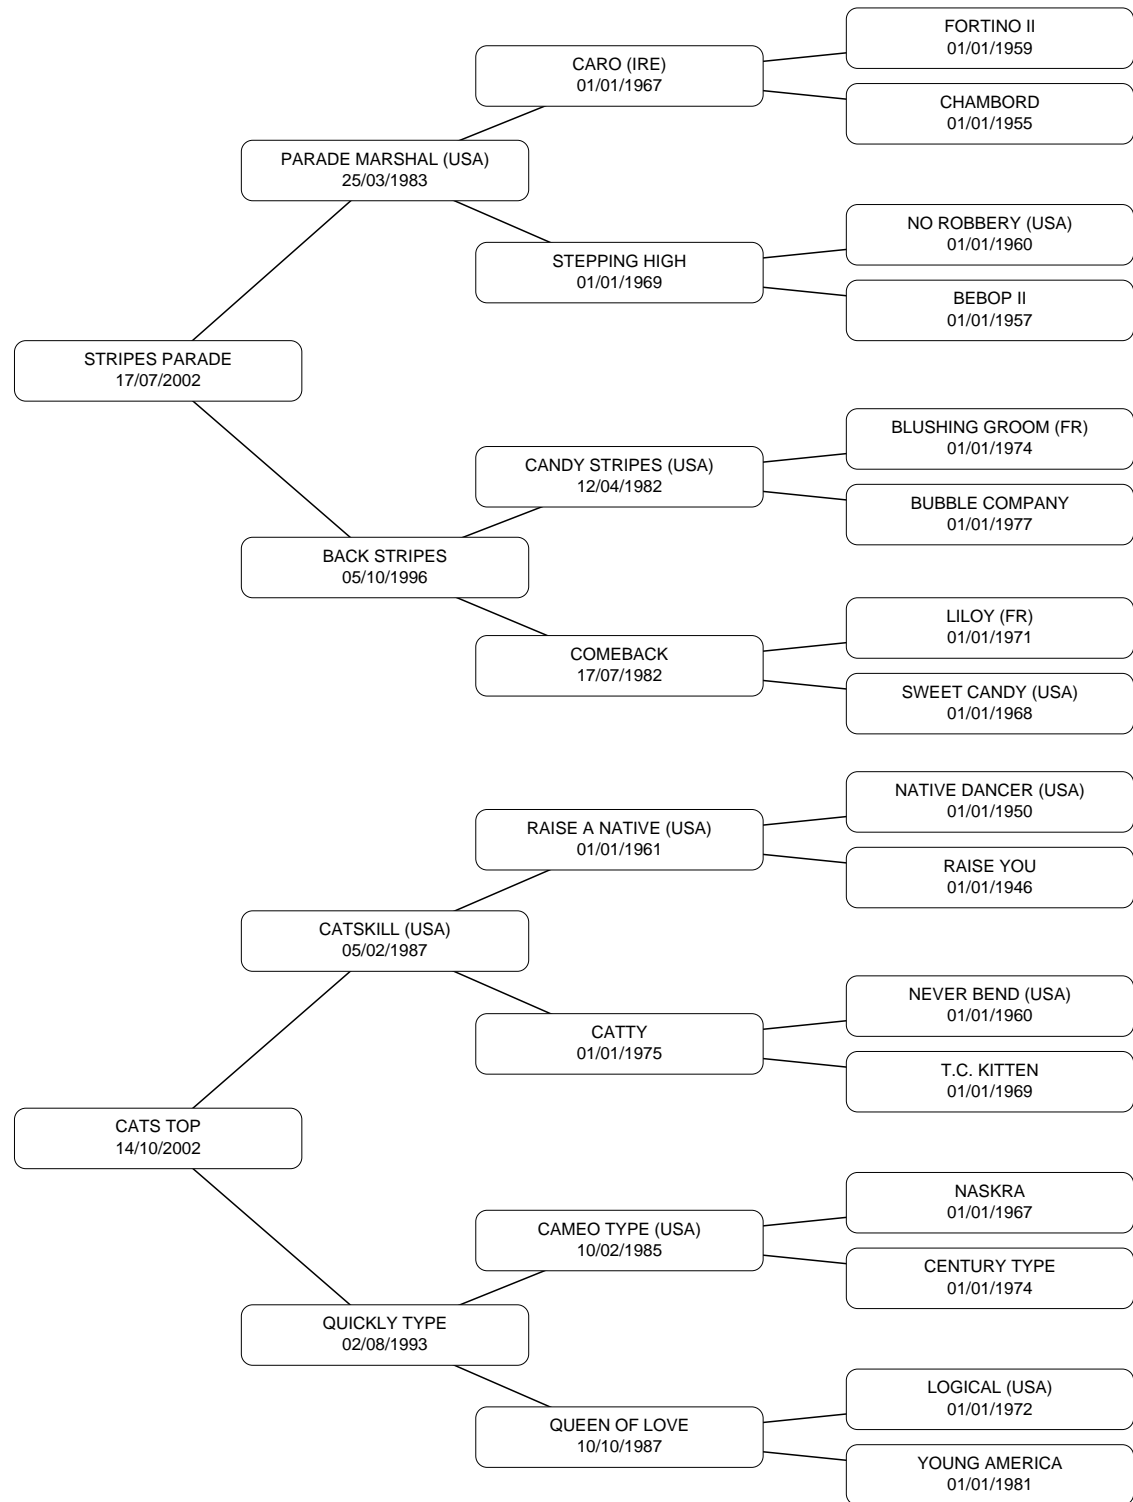 FORTINO II
01/01/1959
CARO (IRE)
01/01/1967
CHAMBORD
01/01/1955
PARADE MARSHAL (USA)
25/03/1983
NO ROBBERY (USA)
01/01/1960
STEPPING HIGH
01/01/1969
BEBOP II
01/01/1957
STRIPES PARADE
17/07/2002
BLUSHING GROOM (FR)
01/01/1974
CANDY STRIPES (USA)
12/04/1982
BUBBLE COMPANY
01/01/1977
BACK STRIPES
05/10/1996
LILOY (FR)
01/01/1971
COMEBACK
17/07/1982
SWEET CANDY (USA)
01/01/1968
NATIVE DANCER (USA)
01/01/1950
RAISE A NATIVE (USA)
01/01/1961
RAISE YOU
01/01/1946
CATSKILL (USA)
05/02/1987
NEVER BEND (USA)
01/01/1960
CATTY
01/01/1975
T.C. KITTEN
01/01/1969
CATS TOP
14/10/2002
NASKRA
01/01/1967
CAMEO TYPE (USA)
10/02/1985
CENTURY TYPE
01/01/1974
QUICKLY TYPE
02/08/1993
LOGICAL (USA)
01/01/1972
QUEEN OF LOVE
10/10/1987
YOUNG AMERICA
01/01/1981